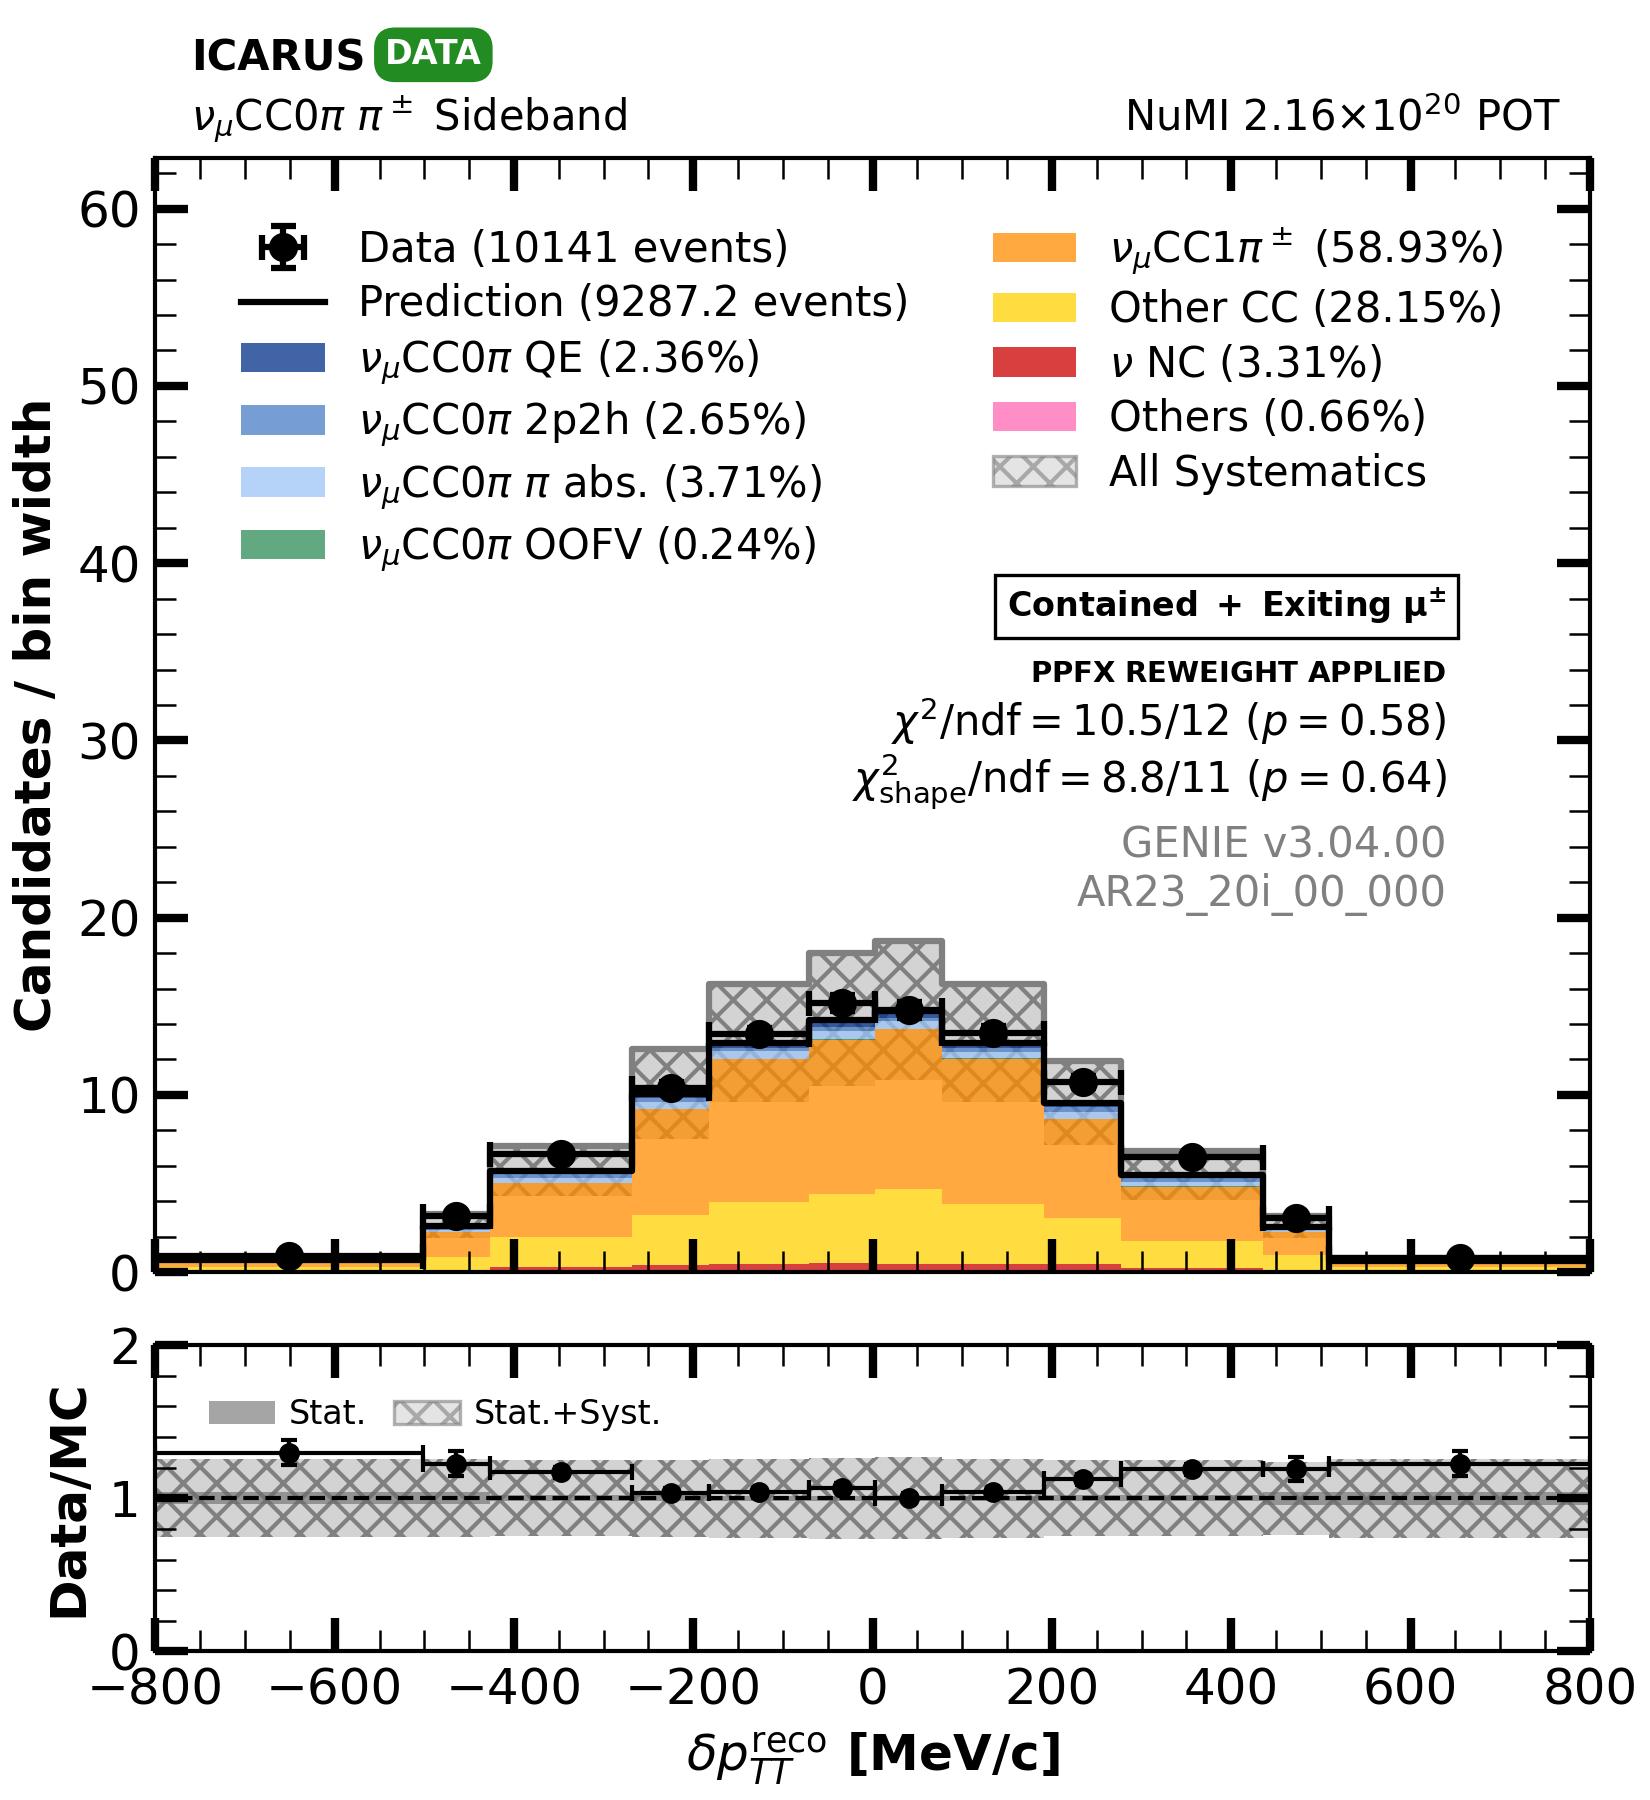 ICARUS DATA
νμCC0π π± Sideband
NuMI 2.16×10²⁰ POT
Candidates / bin width
60
50
40
30
20
10
0
Data (10141 events)
Prediction (9287.2 events)
νμCC0π QE (2.36%)
νμCC0π 2p2h (2.65%)
νμCC0π π abs. (3.71%)
νμCC0π OOFV (0.24%)
νμCC1π± (58.93%)
Other CC (28.15%)
ν NC (3.31%)
Others (0.66%)
All Systematics
Contained + Exiting μ±
PPFX REWEIGHT APPLIED
χ²/ndf = 10.5/12 (p = 0.58)
χ²shape/ndf = 8.8/11 (p = 0.64)
GENIE v3.04.00
AR23_20i_00_000
Data/MC
2
1
0
Stat. Stat.+Syst.
−800 −600 −400 −200 0 200 400 600 800
δp reco TT [MeV/c]